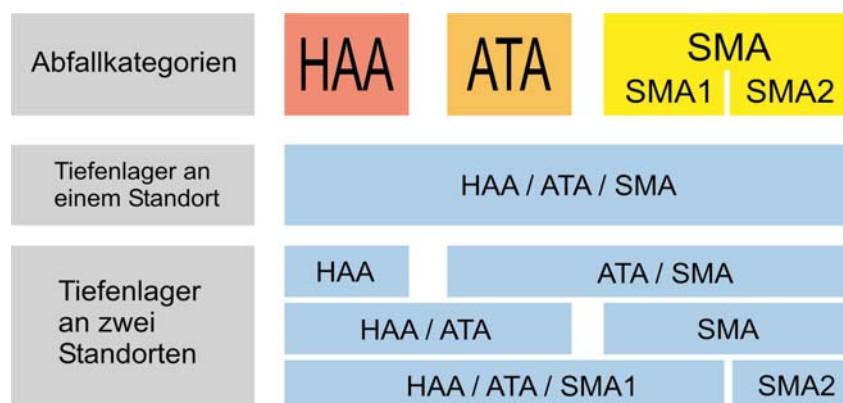 Abfallkategorien
HAA
ATA
SMA
SMA1
SMA2
Tiefenlager an
einem Standort
HAA / ATA / SMA
Tiefenlager
an zwei
Standorten
HAA
ATA / SMA
HAA / ATA
SMA
HAA / ATA / SMA1
SMA2